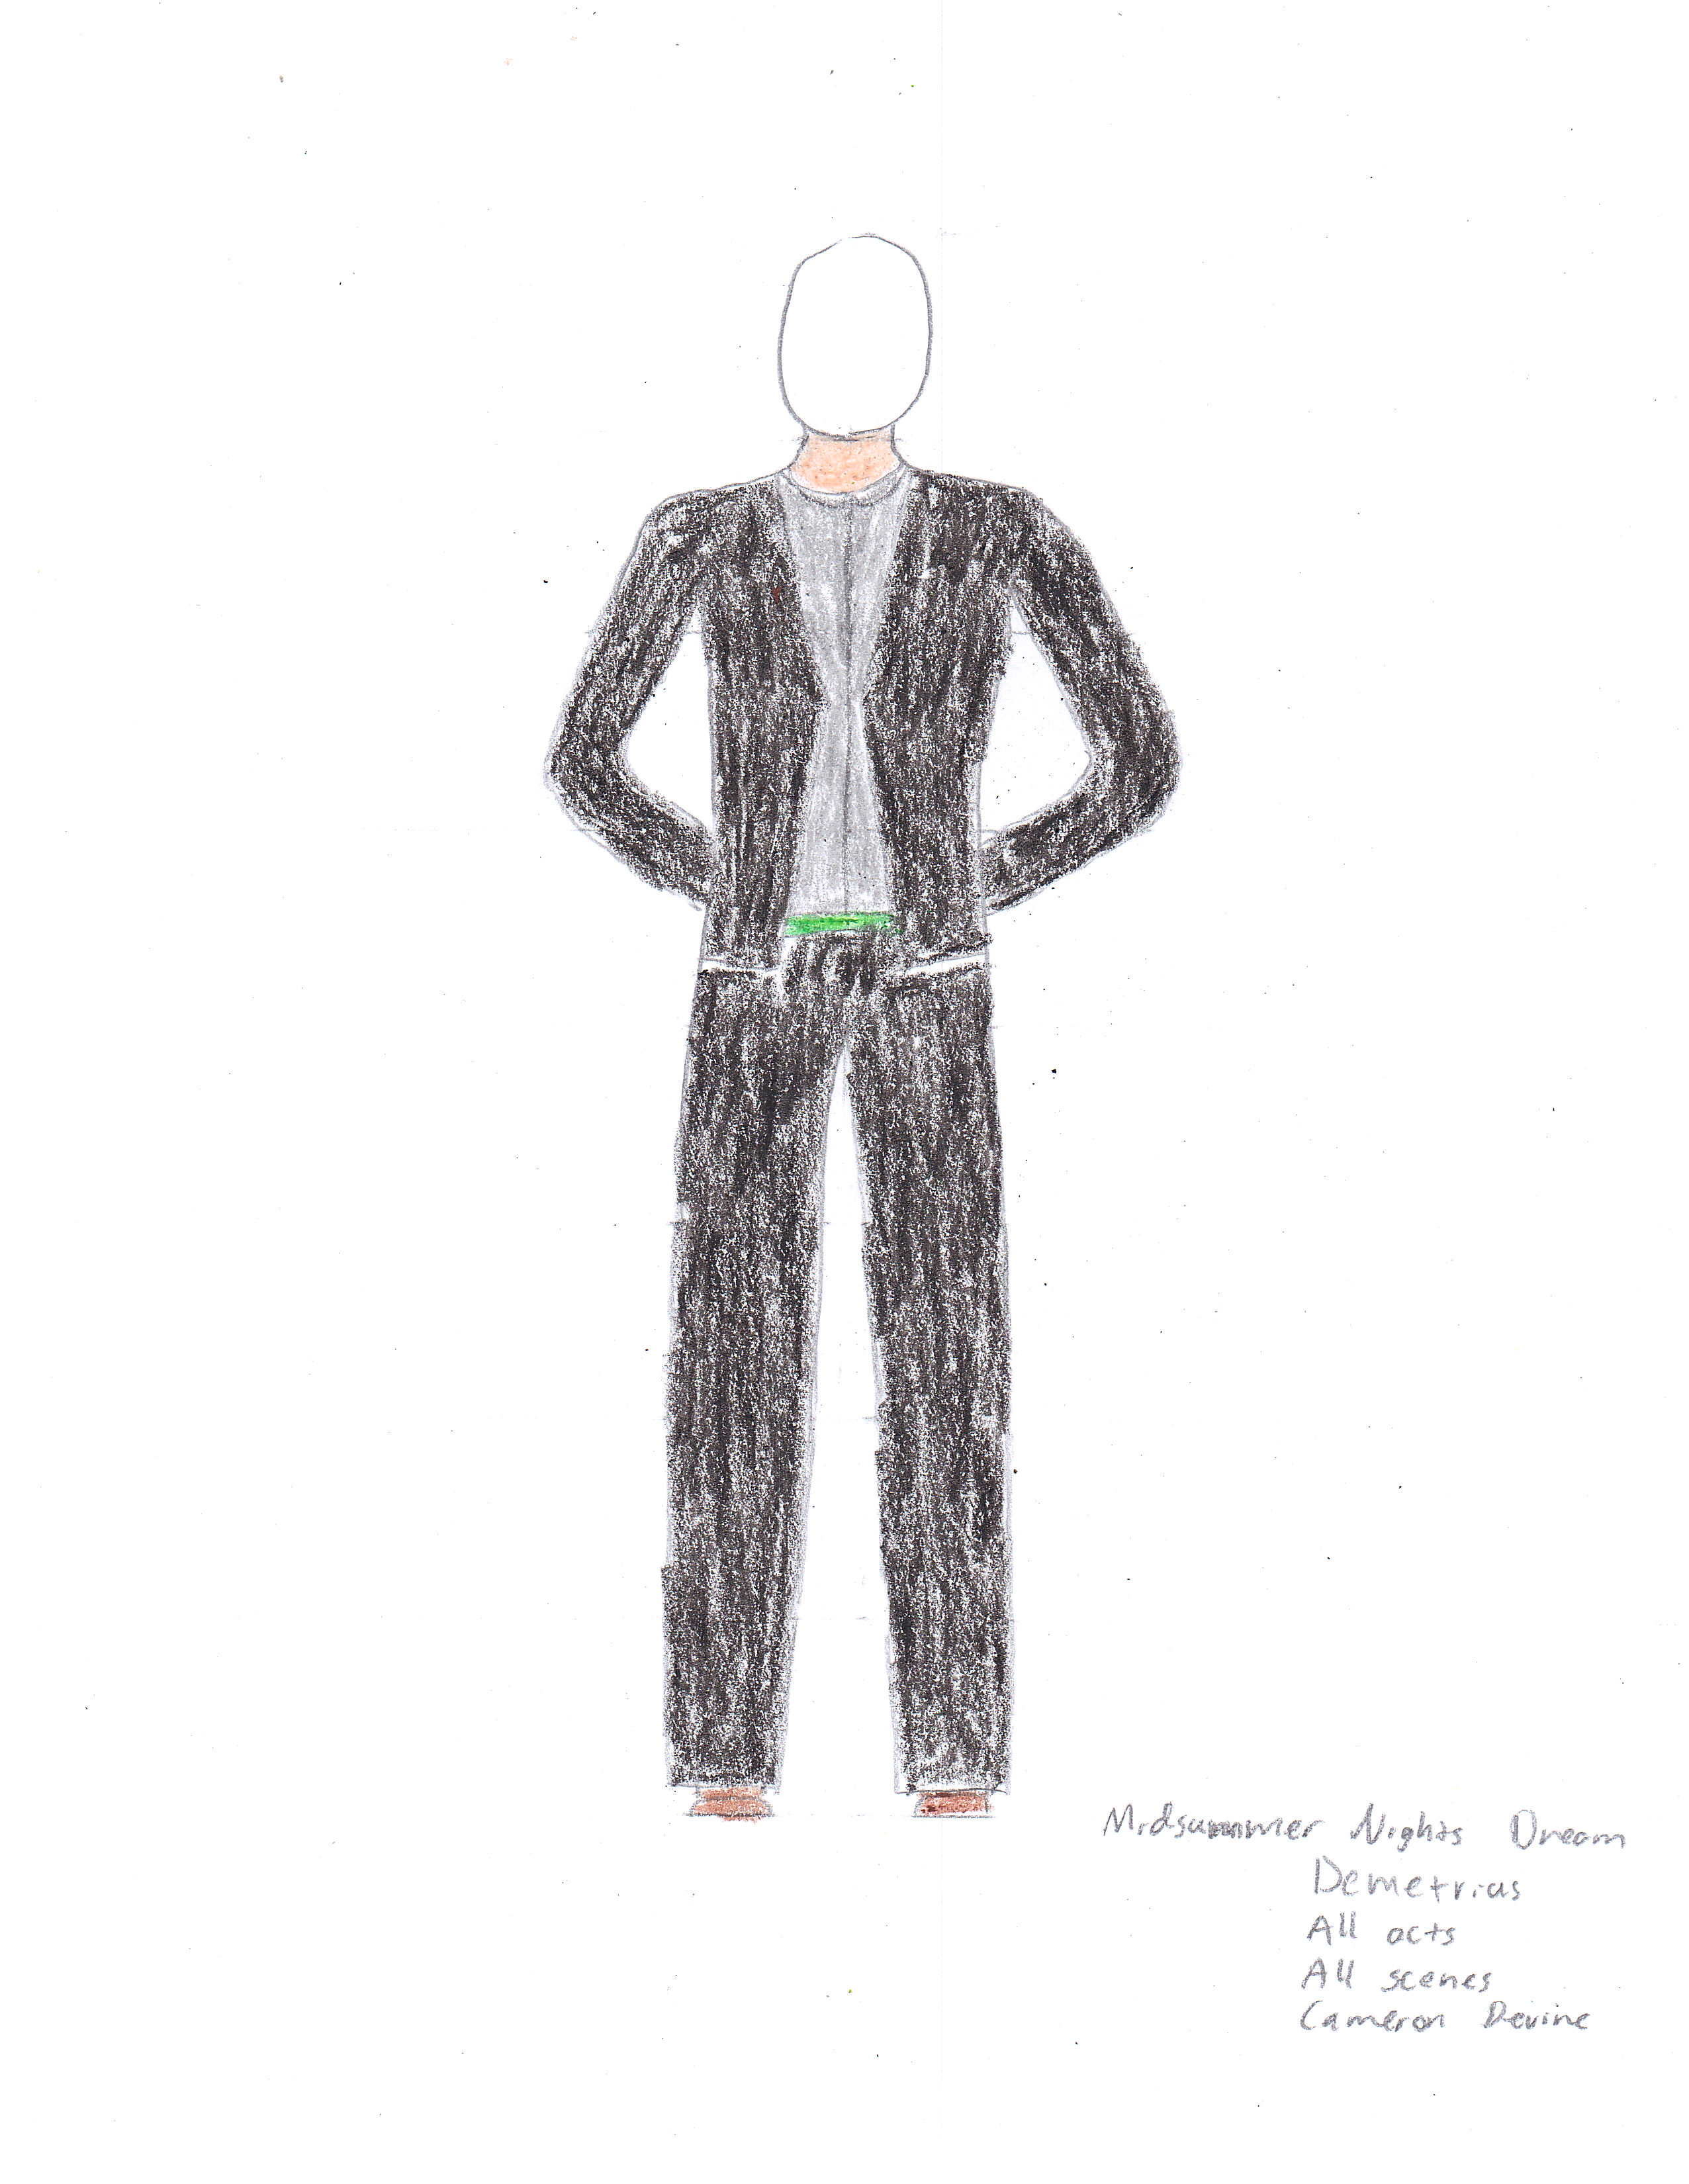 Midsummer Nights Dream
Demetrius
All acts
All scenes
Cameron Devine